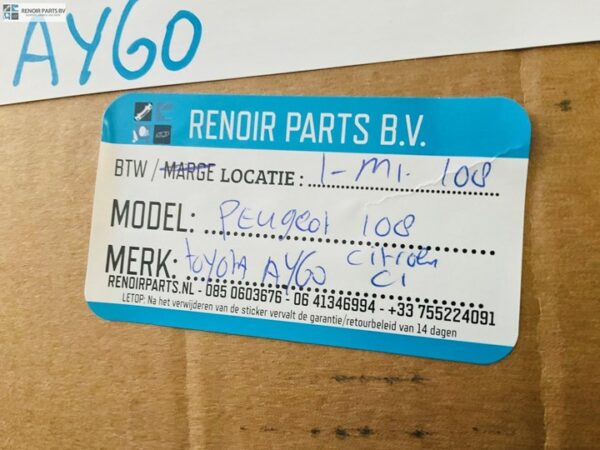 RENOIR PARTS BV
AYGO
RENOIR PARTS B.V.
BTW / MARGE LOCATIE : 1-M1. 108
MODEL: PEUgeot 108
MERK: toyota AYGO Citroën C1
RENOIRPARTS.NL - 085 0603676 - 06 41346994 - +33 755224091
LETOP: Na het verwijderen van de sticker vervalt de garantie/retourbeleid van 14 dagen